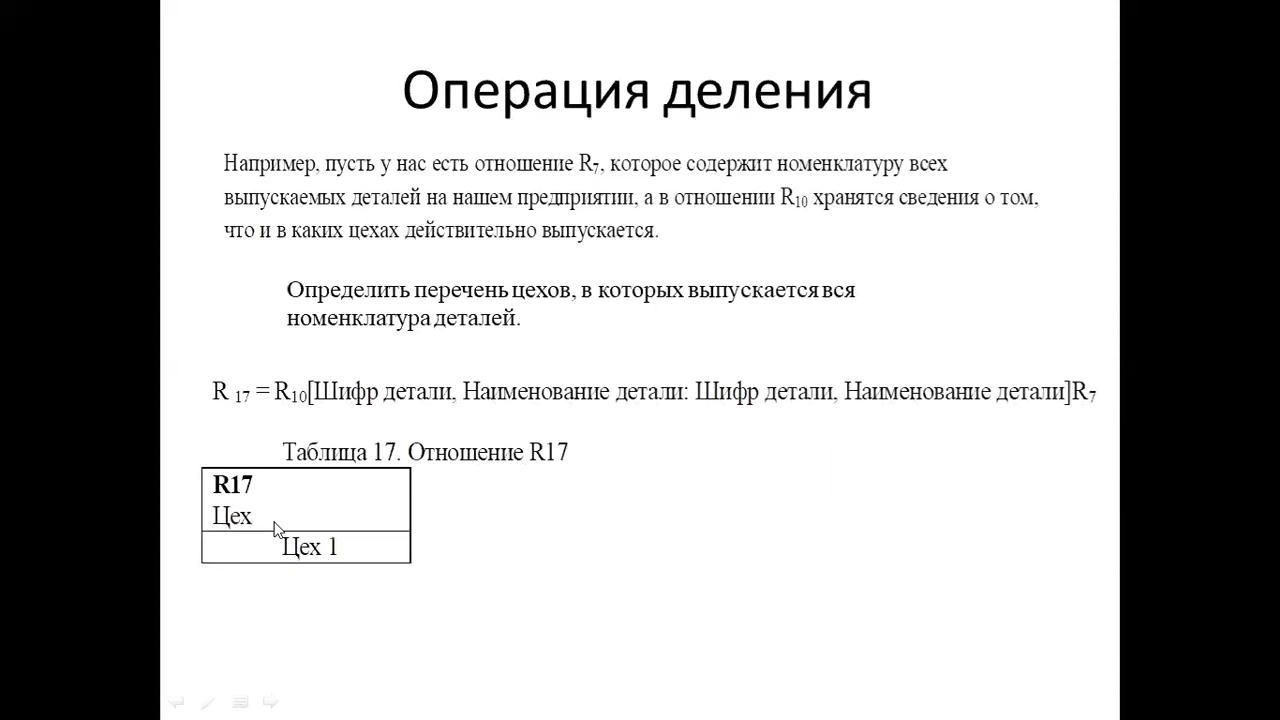 Операция деления
Например, пусть у нас есть отношение R7, которое содержит номенклатуру всех
выпускаемых деталей на нашем предприятии, а в отношении R10 хранятся сведения о том,
что и в каких цехах действительно выпускается.
Определить перечень цехов, в которых выпускается вся
номенклатура деталей.
R 17 = R10[Шифр детали, Наименование детали: Шифр детали, Наименование детали]R7
Таблица 17. Отношение R17
R17
Цех
Цех 1